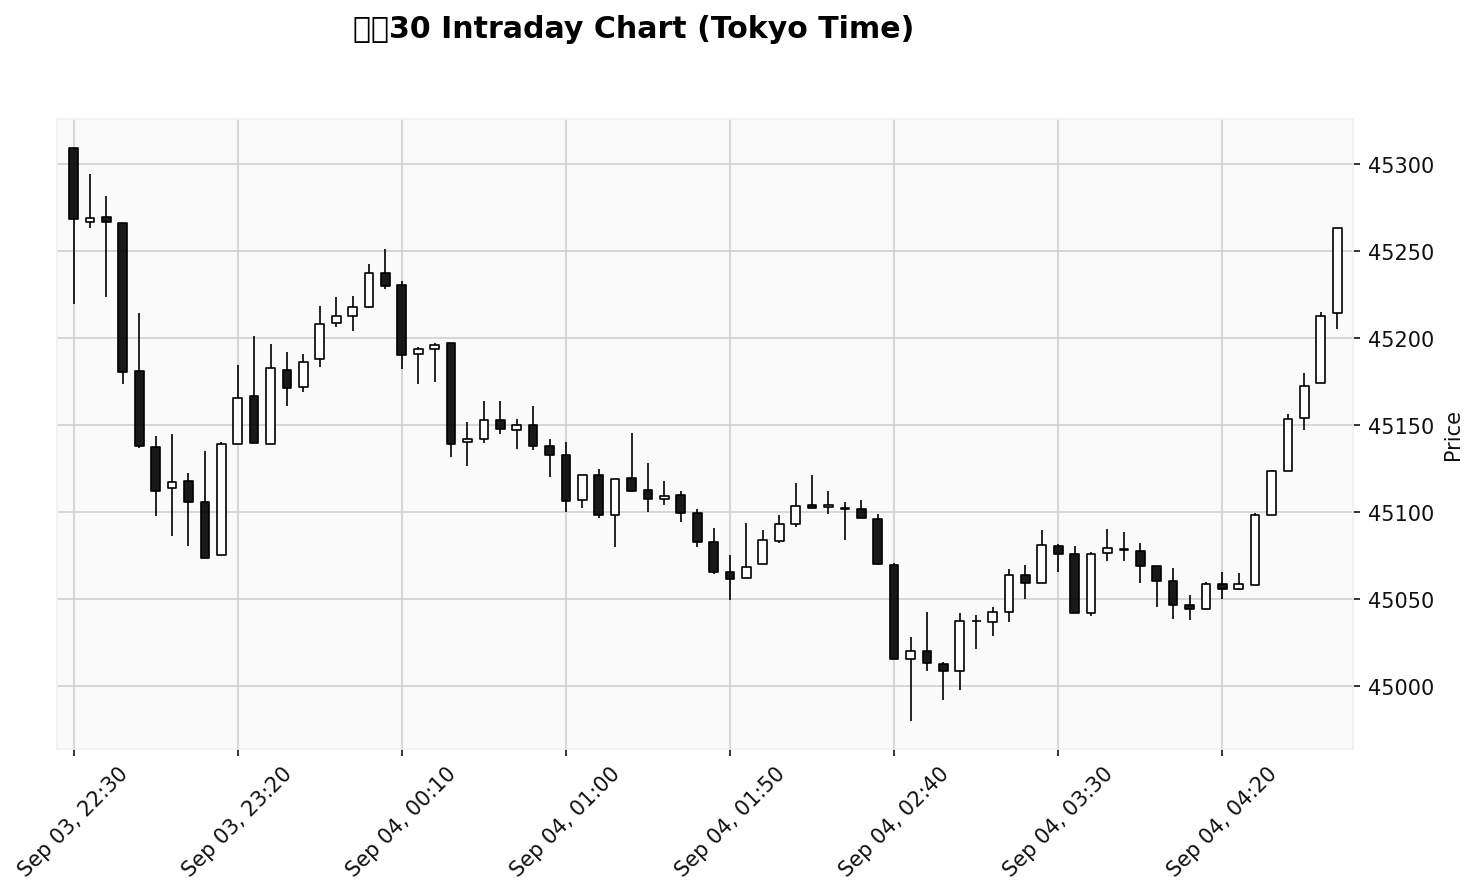 30 Intraday Chart (Tokyo Time)
45300
45250
45200
45150
45100
45050
45000
Price
Sep 03, 22:30
Sep 03, 23:20
Sep 04, 00:10
Sep 04, 01:00
Sep 04, 01:50
Sep 04, 02:40
Sep 04, 03:30
Sep 04, 04:20